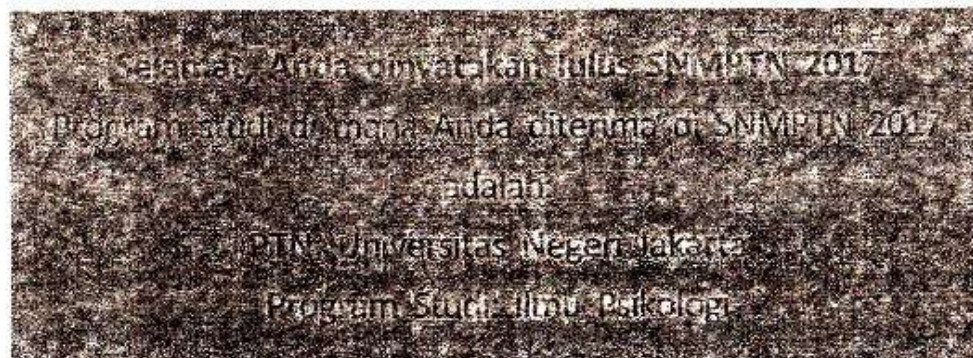 Selamat, Anda dinyatakan lulus SNMPTN 2017
Program studi di mana Anda diterima di SNMPTN 2017
adalah:
PTN: Universitas Negeri Jakarta
Program Studi: Ilmu Psikologi